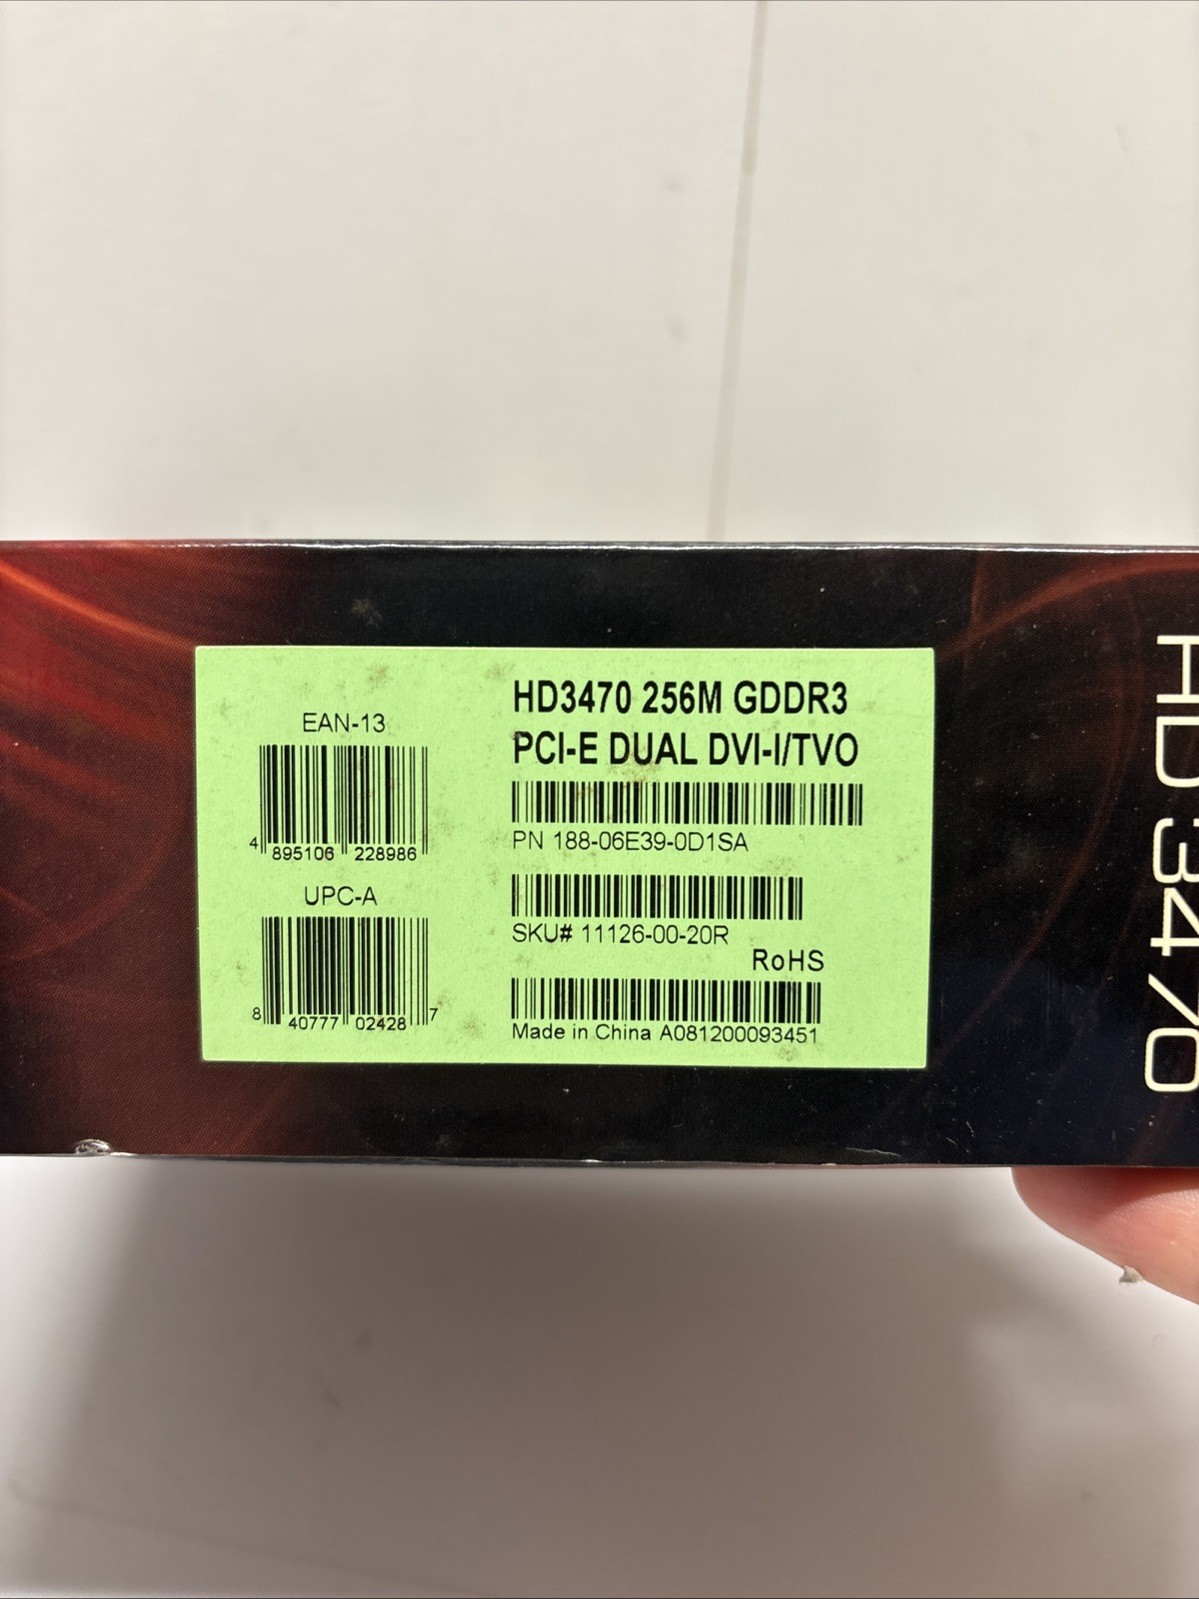 EAN-13
4 895106 228986
UPC-A
8 40777 02428 7
HD3470 256M GDDR3
PCI-E DUAL DVI-I/TVO
PN 188-06E39-0D1SA
SKU# 11126-00-20R
RoHS
Made in China A081200093451
HD 3470